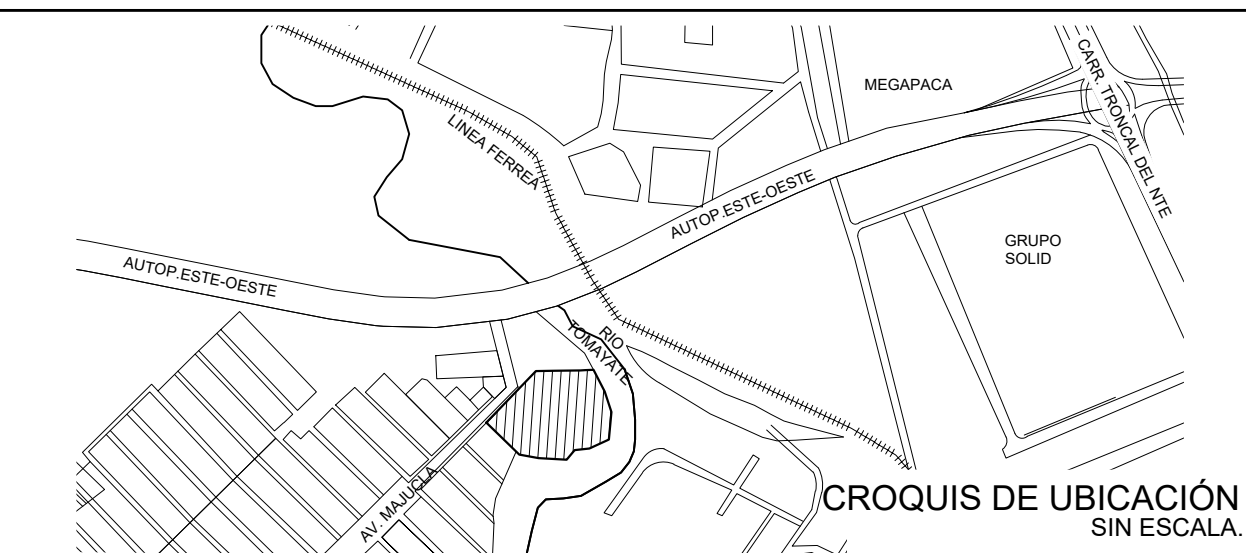 MEGAPACA
CARR. TRONCAL DEL NTE
LINEA FERREA
AUTOP.ESTE-OESTE
GRUPO
SOLID
AUTOP.ESTE-OESTE
RIO
TOMAYATE
AV. MAJUCLA
CROQUIS DE UBICACIÓN
SIN ESCALA.